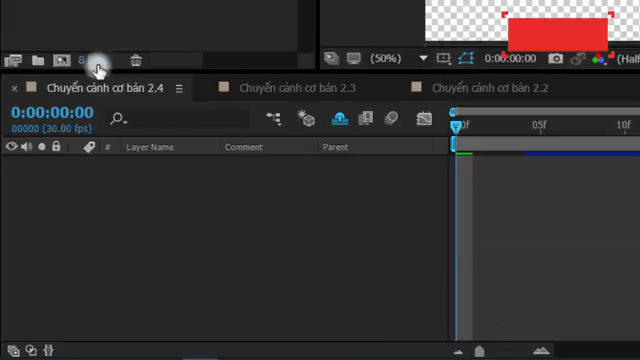 8
(50%)
0:00:00:00
(Half
Chuyển cảnh cơ bản 2.4
Chuyển cảnh cơ bản 2.3
Chuyển cảnh cơ bản 2.2
0:00:00:00
00000 (30.00 fps)
0f
05f
10f
#
Layer Name
Comment
Parent